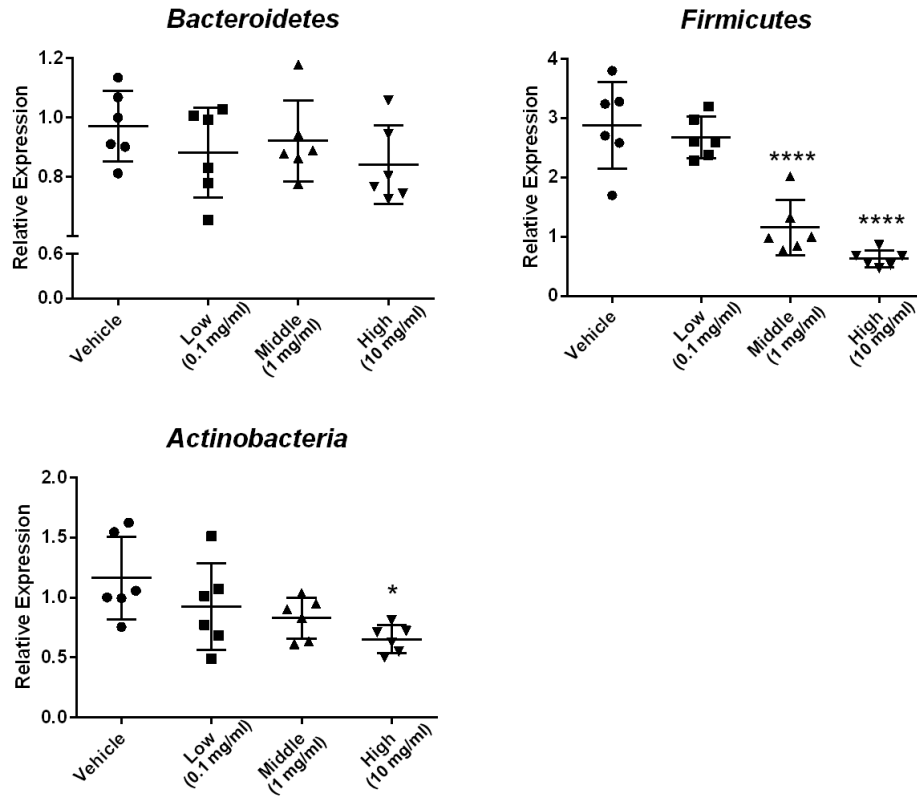 Bacteroidetes
Relative Expression
1.2
1.0
0.8
0.6
0.0
Vehicle
Low
(0.1 mg/ml)
Middle
(1 mg/ml)
High
(10 mg/ml)
Firmicutes
Relative Expression
4
3
2
1
0
****
****
Vehicle
Low
(0.1 mg/ml)
Middle
(1 mg/ml)
High
(10 mg/ml)
Actinobacteria
Relative Expression
2.0
1.5
1.0
0.5
0.0
*
Vehicle
Low
(0.1 mg/ml)
Middle
(1 mg/ml)
High
(10 mg/ml)